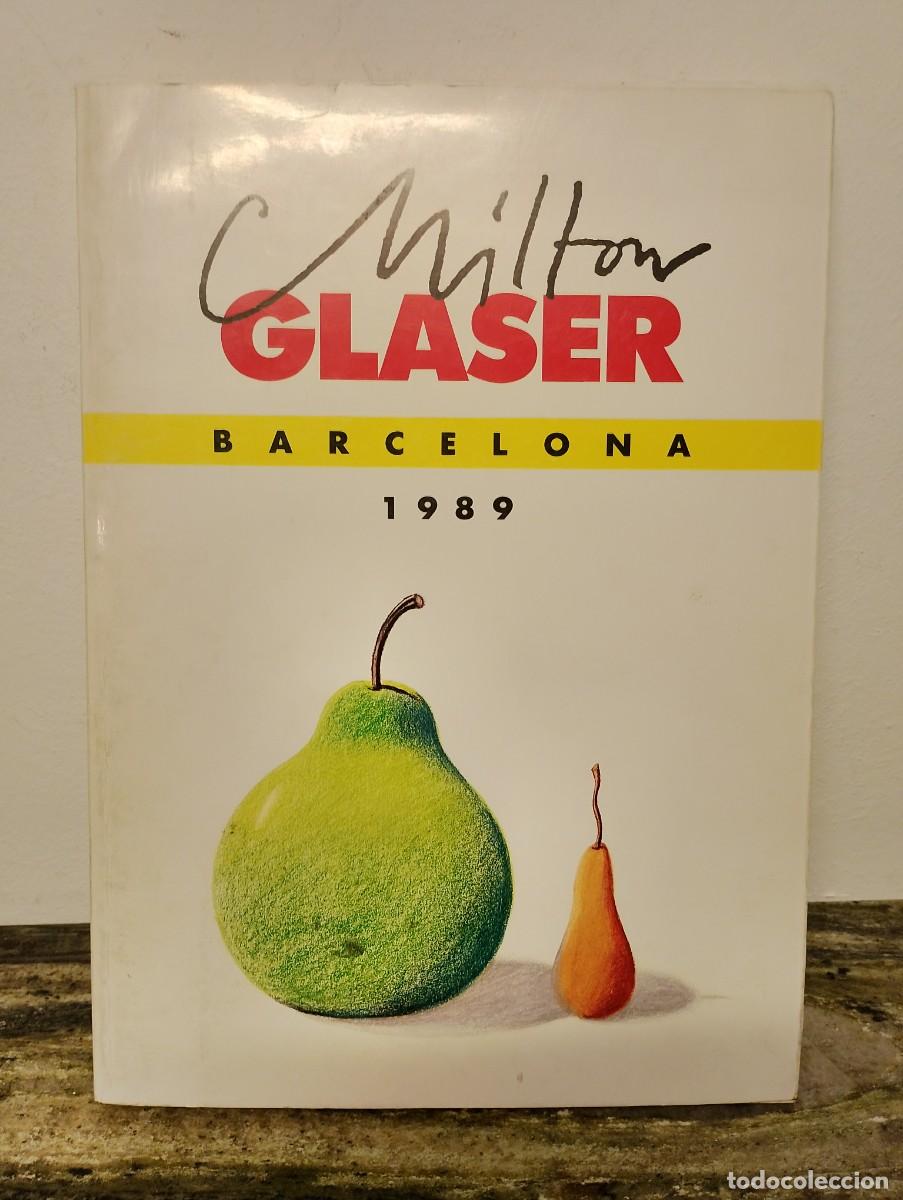 Milton
GLASER
BARCELONA
1989
todocoleccion